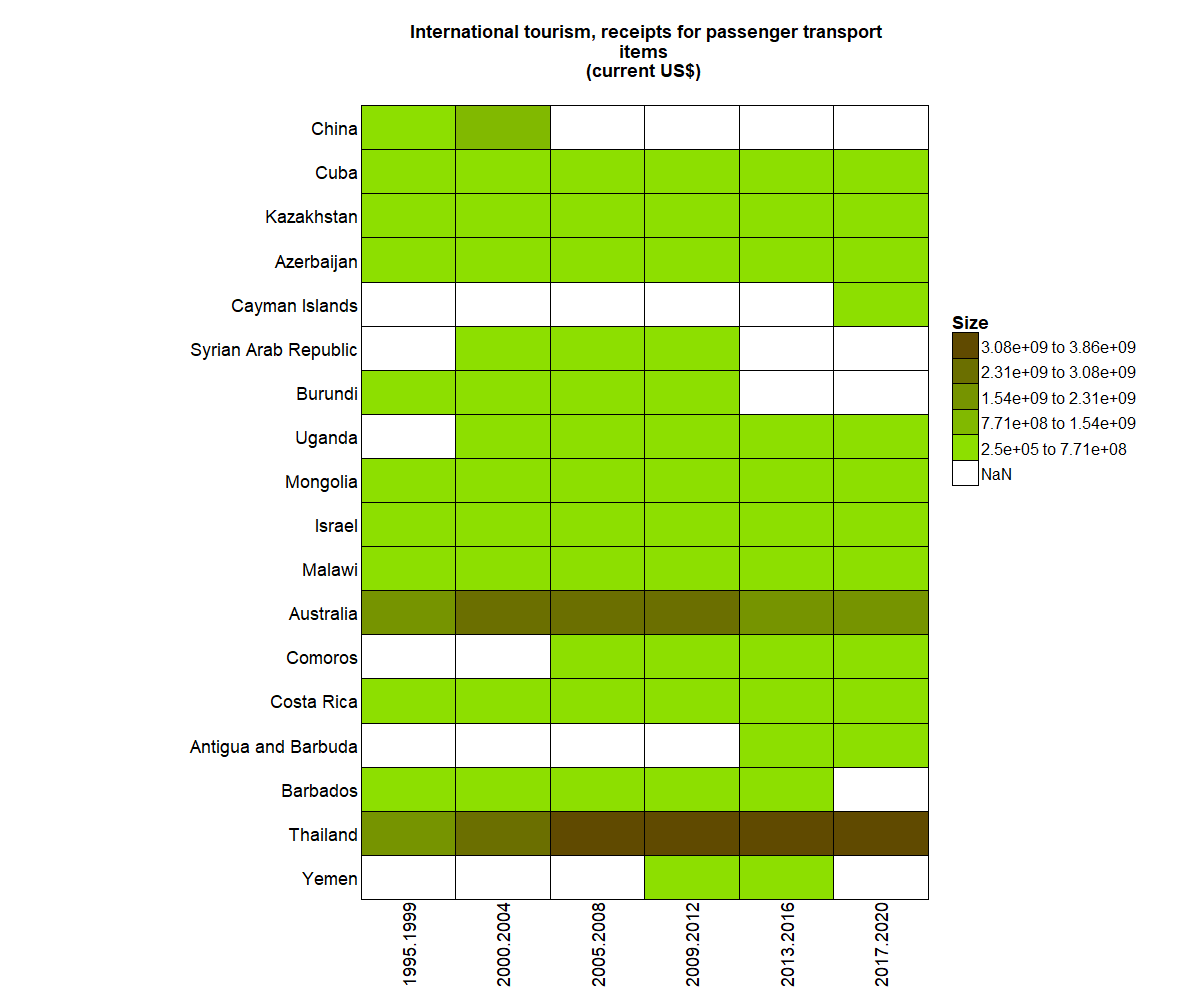 International tourism, receipts for passenger transport
items
(current US$)
China
Cuba
Kazakhstan
Azerbaijan
Cayman Islands
Syrian Arab Republic
Burundi
Uganda
Mongolia
Israel
Malawi
Australia
Comoros
Costa Rica
Antigua and Barbuda
Barbados
Thailand
Yemen
1995.1999
2000.2004
2005.2008
2009.2012
2013.2016
2017.2020
Size
3.08e+09 to 3.86e+09
2.31e+09 to 3.08e+09
1.54e+09 to 2.31e+09
7.71e+08 to 1.54e+09
2.5e+05 to 7.71e+08
NaN